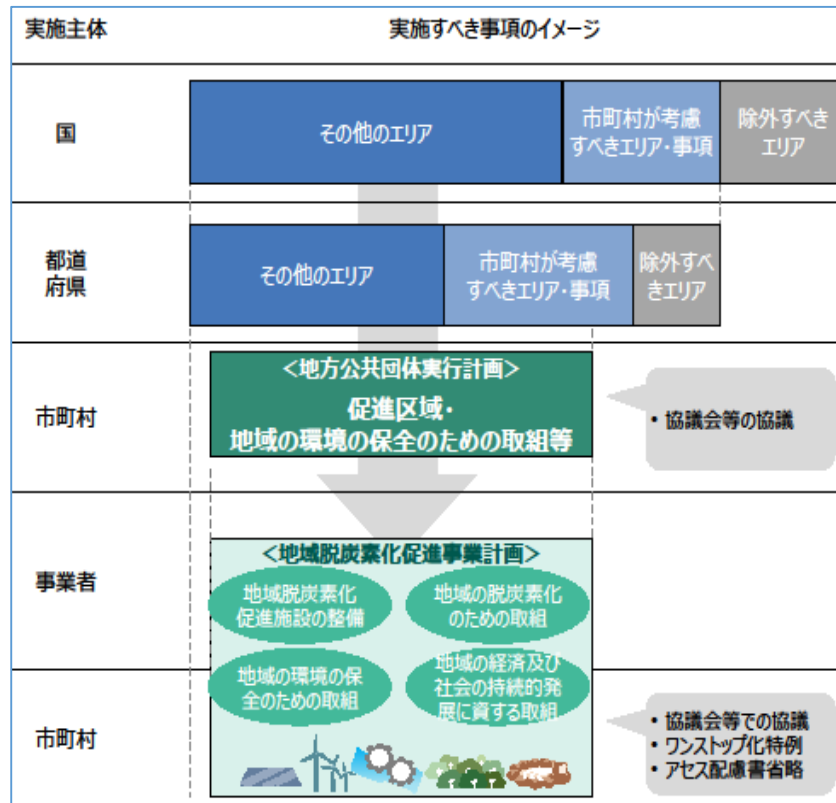 実施主体
実施すべき事項のイメージ
国
その他のエリア
市町村が考慮
すべきエリア・事項
除外すべき
エリア
都道
府県
その他のエリア
市町村が考慮
すべきエリア・事項
除外すべ
きエリア
市町村
＜地方公共団体実行計画＞
促進区域・
地域の環境の保全のための取組等
・協議会等の協議
事業者
＜地域脱炭素化促進事業計画＞
地域脱炭素化
促進施設の整備
地域の脱炭素化
のための取組
地域の環境の保
全のための取組
地域の経済及び
社会の持続的発
展に資する取組
市町村
・協議会等での協議
・ワンストップ化特例
・アセス配慮書省略